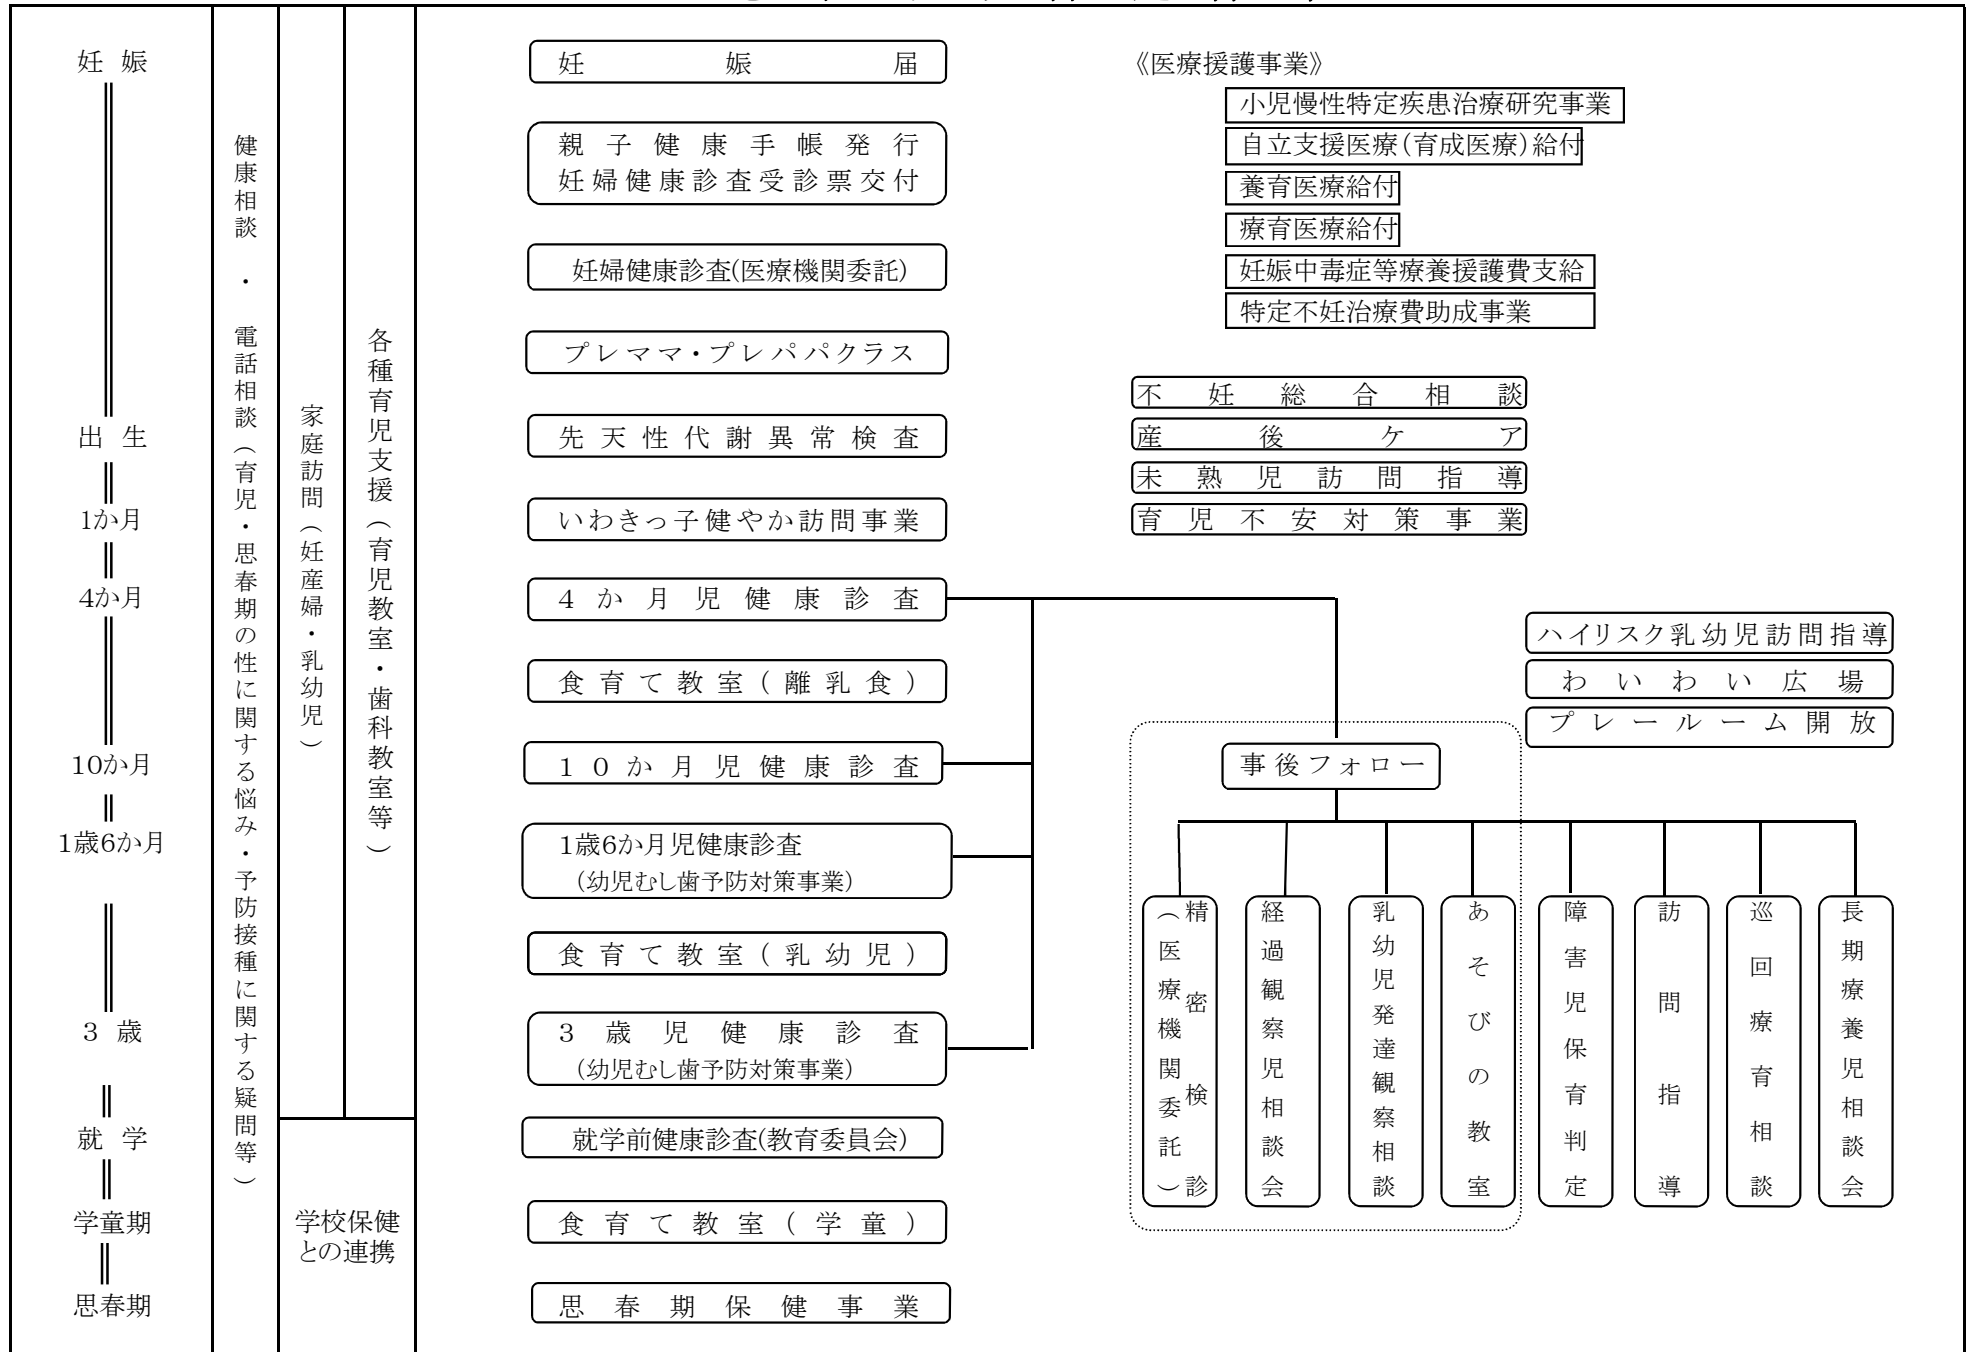 妊娠
出生
1か月
4か月
10か月
1歳6か月
3歳
就学
学童期
思春期
健康相談・電話相談（育児・思春期の性に関する悩み・予防接種に関する疑問等）
家庭訪問（妊産婦・乳幼児）
各種育児支援（育児教室・歯科教室等）
学校保健
との連携
妊娠届
親子健康手帳発行
妊婦健康診査受診票交付
妊婦健康診査(医療機関委託)
プレママ・プレパパクラス
先天性代謝異常検査
いわきっ子健やか訪問事業
4か月児健康診査
食育て教室(離乳食)
10か月児健康診査
1歳6か月児健康診査
(幼児むし歯予防対策事業)
食育て教室(乳幼児)
3歳児健康診査
(幼児むし歯予防対策事業)
就学前健康診査(教育委員会)
食育て教室(学童)
思春期保健事業
《医療援護事業》
小児慢性特定疾患治療研究事業
自立支援医療(育成医療)給付
養育医療給付
療育医療給付
妊娠中毒症等療養援護費支給
特定不妊治療費助成事業
不妊総合相談
産後ケア
未熟児訪問指導
育児不安対策事業
ハイリスク乳幼児訪問指導
わいわい広場
プレールーム開放
事後フォロー
精密検診
（医療機関委託）
経過観察児相談会
乳幼児発達観察相談
あそびの教室
障害児保育判定
訪問指導
巡回療育相談
長期療養児相談会